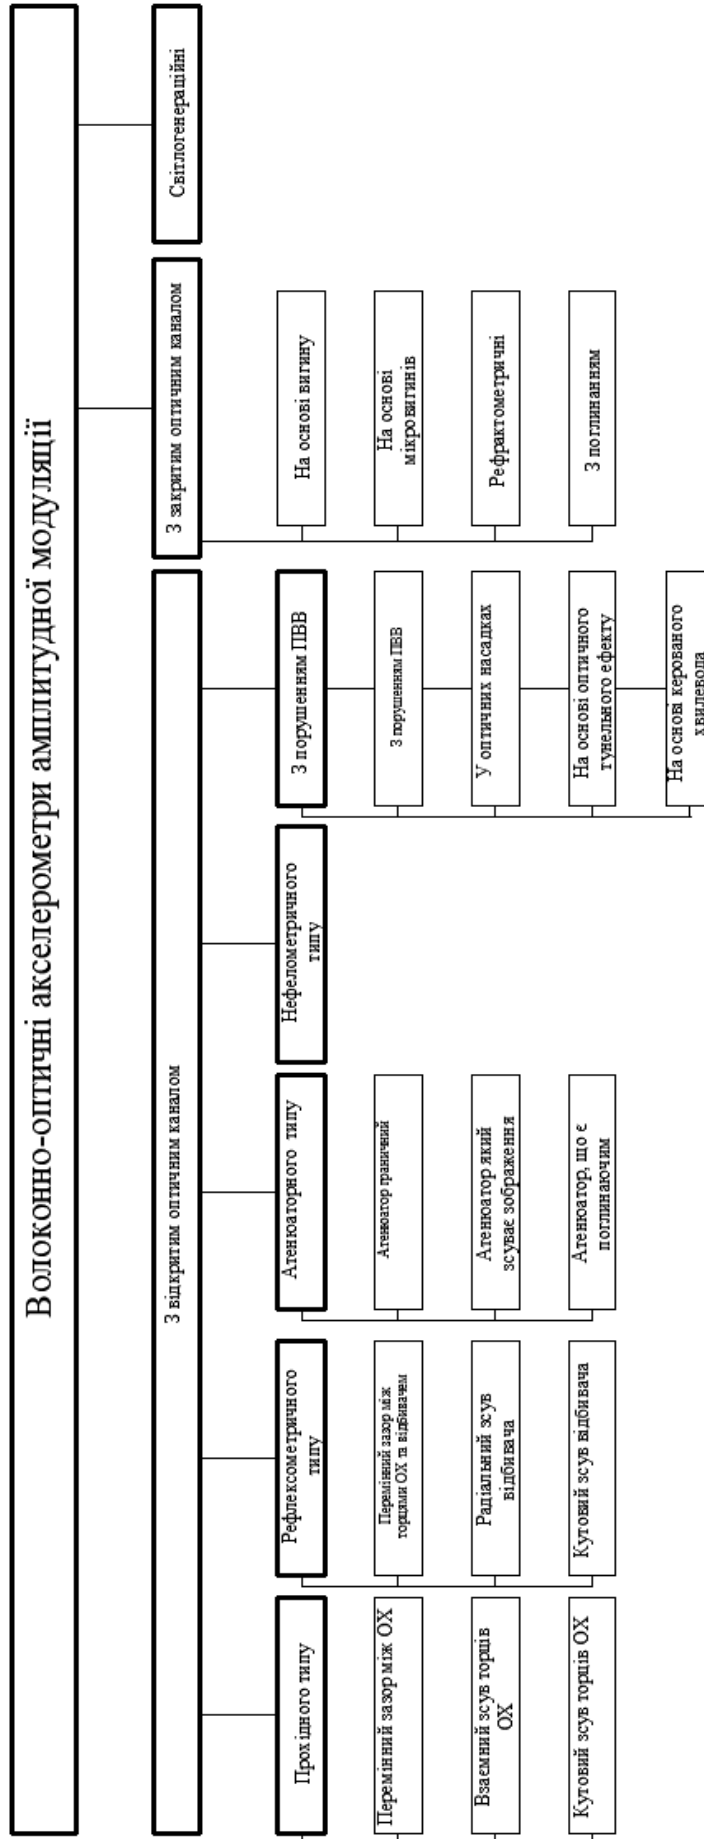 Волоконно-оптичні акселерометри амплитудної модуляції
З відкритим оптичним каналом
З закритим оптичним каналом
Світлогенераційні
Прохідного типу
Перемінний зазор між ОХ
Взаємний зсув торців
ОХ
Кутовий зсув торців ОХ
Рефлексометричного
типу
Перемінний зазор між
торцями ОХ та відбивачем
Радіальний зсув
відбивача
Кутовий зсув відбивача
Атенюаторного типу
Атенюатор граничний
Атенюатор який
зсуває зображення
Атенюатор, що є
поглинаючим
Нефелометричного
типу
З порушенням ПВВ
З порушенням ПВВ
У оптичних насадках
На основі оптичного
тунельного ефекту
На основі керованого
хвилевода
На основі вигину
На основі
мікровигинів
Рефрактометричні
З поглинанням